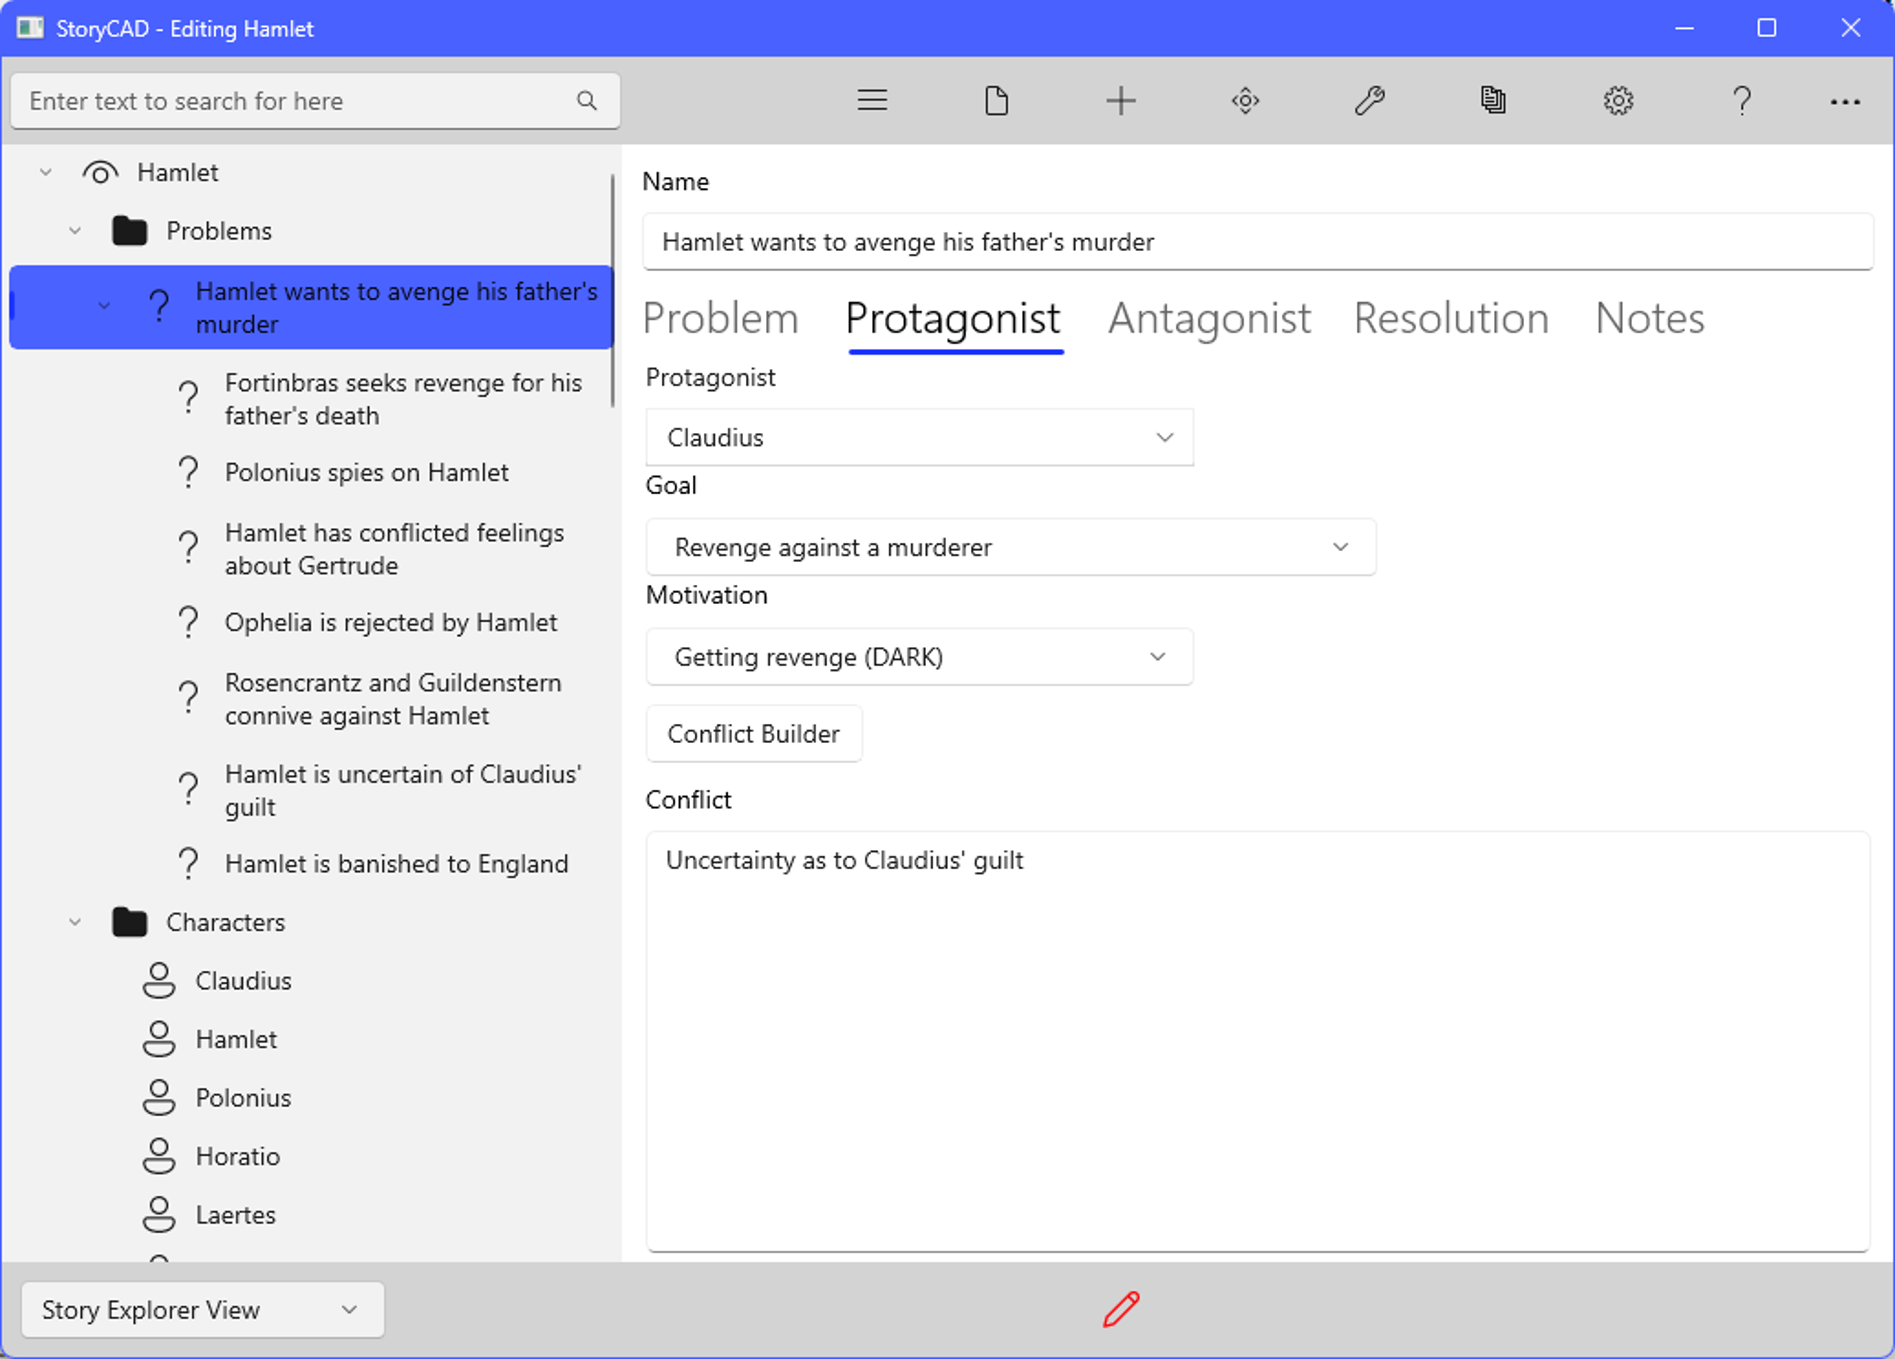 StoryCAD - Editing Hamlet
Enter text to search for here
Hamlet
Problems
Hamlet wants to avenge his father's
murder
Fortinbras seeks revenge for his
father's death
Polonius spies on Hamlet
Hamlet has conflicted feelings
about Gertrude
Ophelia is rejected by Hamlet
Rosencrantz and Guildenstern
connive against Hamlet
Hamlet is uncertain of Claudius'
guilt
Hamlet is banished to England
Characters
Claudius
Hamlet
Polonius
Horatio
Laertes
Name
Hamlet wants to avenge his father's murder
Problem Protagonist Antagonist Resolution Notes
Protagonist
Claudius
Goal
Revenge against a murderer
Motivation
Getting revenge (DARK)
Conflict Builder
Conflict
Uncertainty as to Claudius' guilt
Story Explorer View